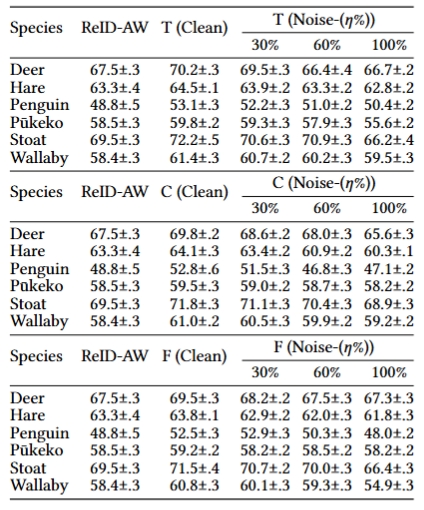 Species ReID-AW T (Clean) T (Noise-(η%))
30% 60% 100%
Deer 67.5±.3 70.2±.3 69.5±.3 66.4±.4 66.7±.2
Hare 63.3±.4 64.5±.1 63.9±.2 63.3±.2 62.8±.2
Penguin 48.8±.5 53.1±.3 52.2±.3 51.0±.2 50.4±.2
Pūkeko 58.5±.3 59.8±.2 59.3±.3 57.9±.3 55.6±.2
Stoat 69.5±.3 72.2±.5 70.6±.3 70.9±.3 66.2±.4
Wallaby 58.4±.3 61.4±.3 60.7±.2 60.2±.3 59.5±.3
Species ReID-AW C (Clean) C (Noise-(η%))
30% 60% 100%
Deer 67.5±.3 69.8±.2 68.6±.2 68.0±.3 65.6±.3
Hare 63.3±.4 64.1±.3 63.4±.2 60.9±.2 60.3±.1
Penguin 48.8±.5 52.8±.6 51.5±.3 46.8±.3 47.1±.2
Pūkeko 58.5±.3 59.5±.3 59.0±.2 58.7±.3 58.2±.2
Stoat 69.5±.3 71.8±.3 71.1±.3 70.4±.3 68.9±.3
Wallaby 58.4±.3 61.0±.2 60.5±.3 59.9±.2 59.2±.2
Species ReID-AW F (Clean) F (Noise-(η%))
30% 60% 100%
Deer 67.5±.3 69.5±.3 68.2±.2 67.5±.3 67.3±.3
Hare 63.3±.4 63.8±.1 62.9±.2 62.0±.3 61.8±.3
Penguin 48.8±.5 52.5±.3 52.9±.3 50.3±.3 48.0±.2
Pūkeko 58.5±.3 59.2±.2 58.2±.2 58.5±.2 58.2±.2
Stoat 69.5±.3 71.5±.4 70.7±.2 70.0±.3 66.4±.3
Wallaby 58.4±.3 60.8±.3 60.1±.3 59.3±.3 54.9±.3